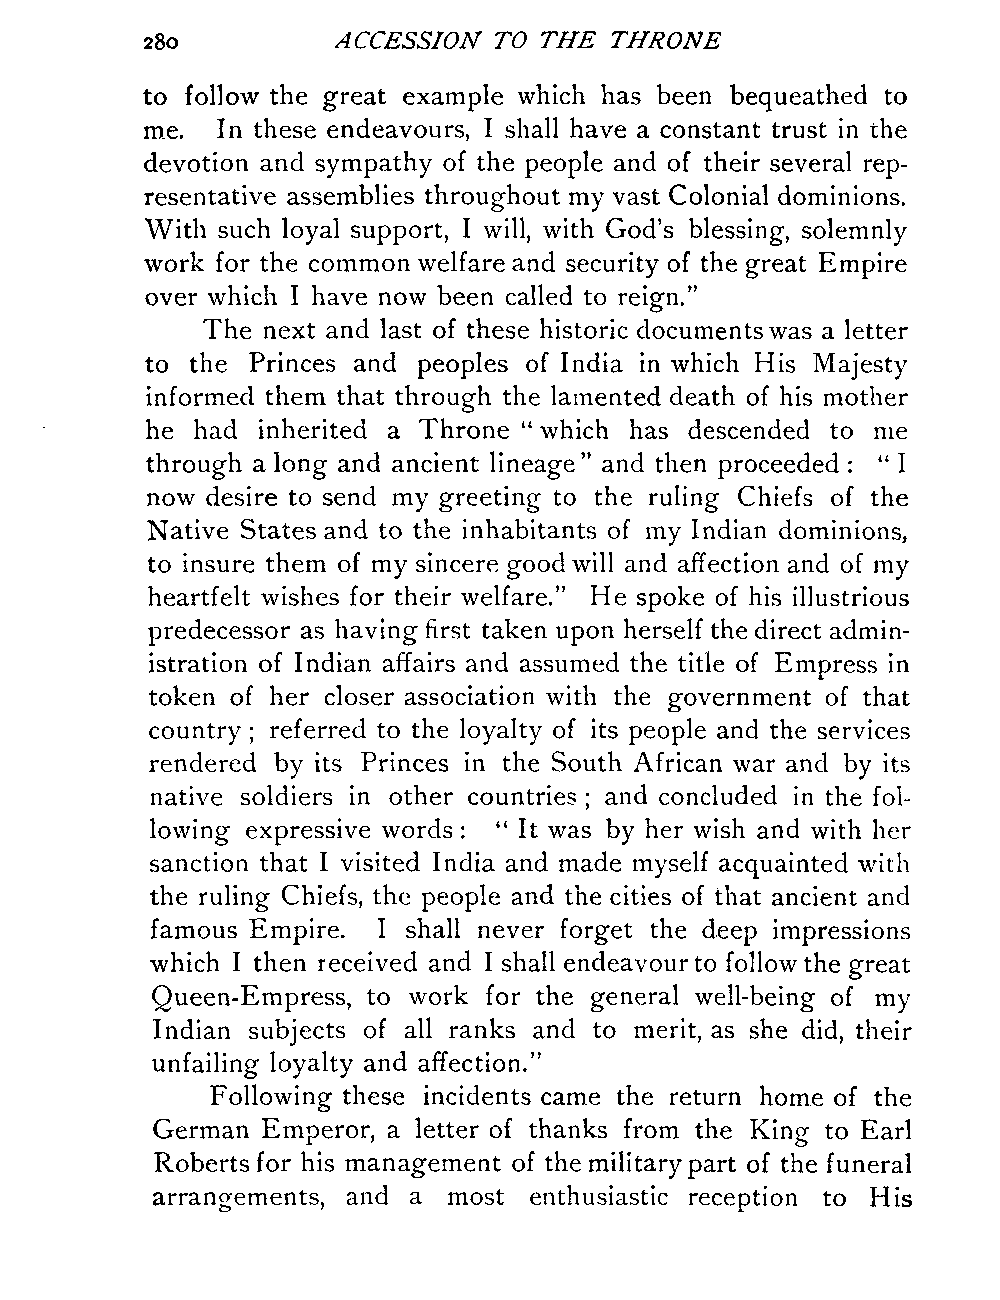 280 ACCESSION TO THE THRONE
to follow the great example which has been bequeathed to
me. In these endeavours, I shall have a constant trust in the
devotion and sympathy of the people and of their several rep-
resentative assemblies throughout my vast Colonial dominions.
With such loyal support, I will, with God's blessing, solemnly
work for the common welfare and security of the great Empire
over which I have now been called to reign.”
The next and last of these historic documents was a letter
to the Princes and peoples of India in which His Majesty
informed them that through the lamented death of his mother
he had inherited a Throne “which has descended to me
through a long and ancient lineage” and then proceeded: “I
now desire to send my greeting to the ruling Chiefs of the
Native States and to the inhabitants of my Indian dominions,
to insure them of my sincere good will and affection and of my
heartfelt wishes for their welfare.” He spoke of his illustrious
predecessor as having first taken upon herself the direct admin-
istration of Indian affairs and assumed the title of Empress in
token of her closer association with the government of that
country; referred to the loyalty of its people and the services
rendered by its Princes in the South African war and by its
native soldiers in other countries; and concluded in the fol-
lowing expressive words: “It was by her wish and with her
sanction that I visited India and made myself acquainted with
the ruling Chiefs, the people and the cities of that ancient and
famous Empire. I shall never forget the deep impressions
which I then received and I shall endeavour to follow the great
Queen-Empress, to work for the general well-being of my
Indian subjects of all ranks and to merit, as she did, their
unfailing loyalty and affection.”
Following these incidents came the return home of the
German Emperor, a letter of thanks from the King to Earl
Roberts for his management of the military part of the funeral
arrangements, and a most enthusiastic reception to His